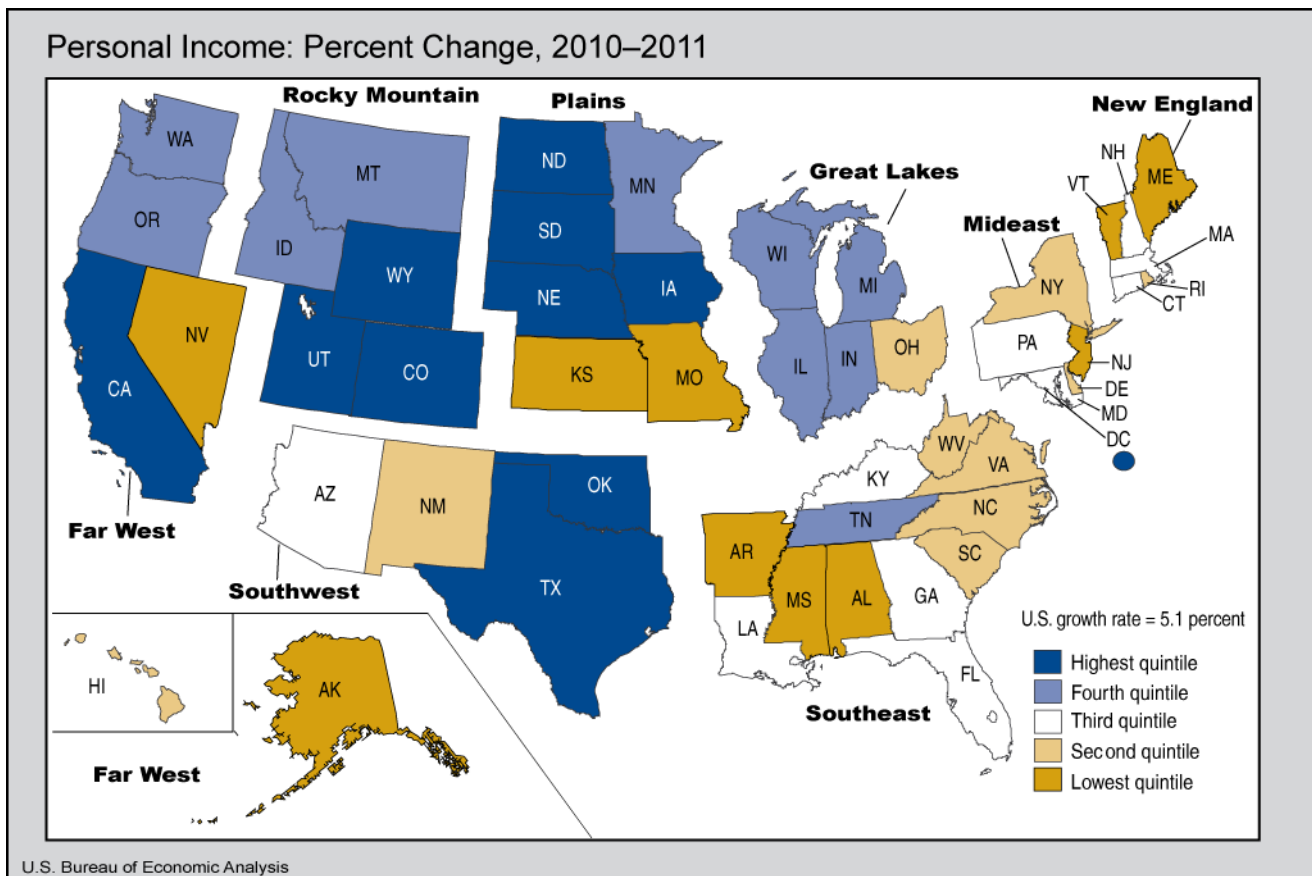 Personal Income: Percent Change, 2010–2011
Rocky Mountain
Plains
New England
WA
MT
ND
MN
NH
ME
VT
Great Lakes
OR
ID
SD
WI
MI
Mideast
MA
WY
NE
IA
NY
RI
CT
NV
UT
CO
KS
MO
IL
IN
OH
PA
NJ
DE
MD
DC
CA
AZ
NM
OK
KY
WV
VA
TN
NC
SC
Far West
Southwest
TX
AR
MS
AL
GA
LA
FL
Southeast
U.S. growth rate = 5.1 percent
Highest quintile
Fourth quintile
Third quintile
Second quintile
Lowest quintile
HI
AK
Far West
U.S. Bureau of Economic Analysis